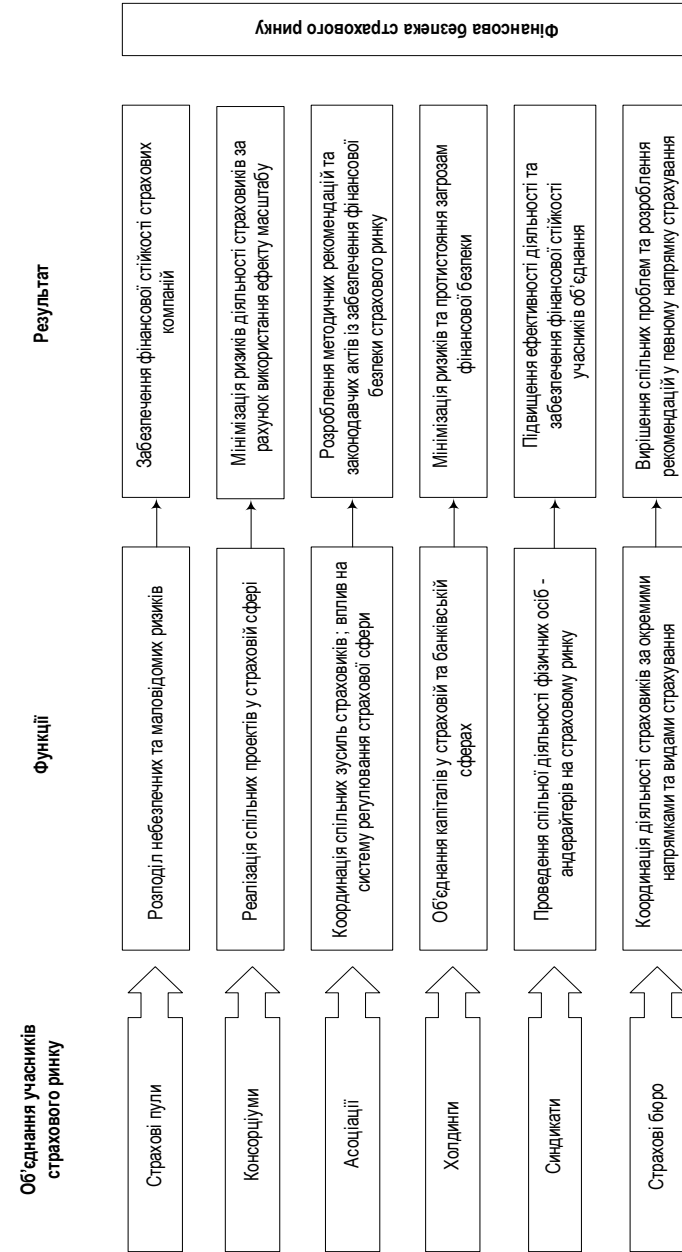 Об’єднання учасників
страхового ринку
Функції
Результат
Страхові пули
Розподіл небезпечних та маловідомих ризиків
Забезпечення фінансової стійкості страхових
компаній
Консорціуми
Реалізація спільних проектів у страховій сфері
Мінімізація ризиків діяльності страховиків за
рахунок використання ефекту масштабу
Асоціації
Координація спільних зусиль страховиків; вплив на
систему регулювання страхової сфери
Розроблення методичних рекомендацій та
законодавчих актів із забезпечення фінансової
безпеки страхового ринку
Холдинги
Об’єднання капіталів у страховій та банківській
сферах
Мінімізація ризиків та протистояння загрозам
фінансової безпеки
Синдикати
Проведення спільної діяльності фізичних осіб -
андерайтерів на страховому ринку
Підвищення ефективності діяльності та
забезпечення фінансової стійкості
учасників об’єднання
Страхові бюро
Координація діяльності страховиків за окремими
напрямками та видами страхування
Вирішення спільних проблем та розроблення
рекомендацій у певному напрямку страхування
Фінансова безпека страхового ринку